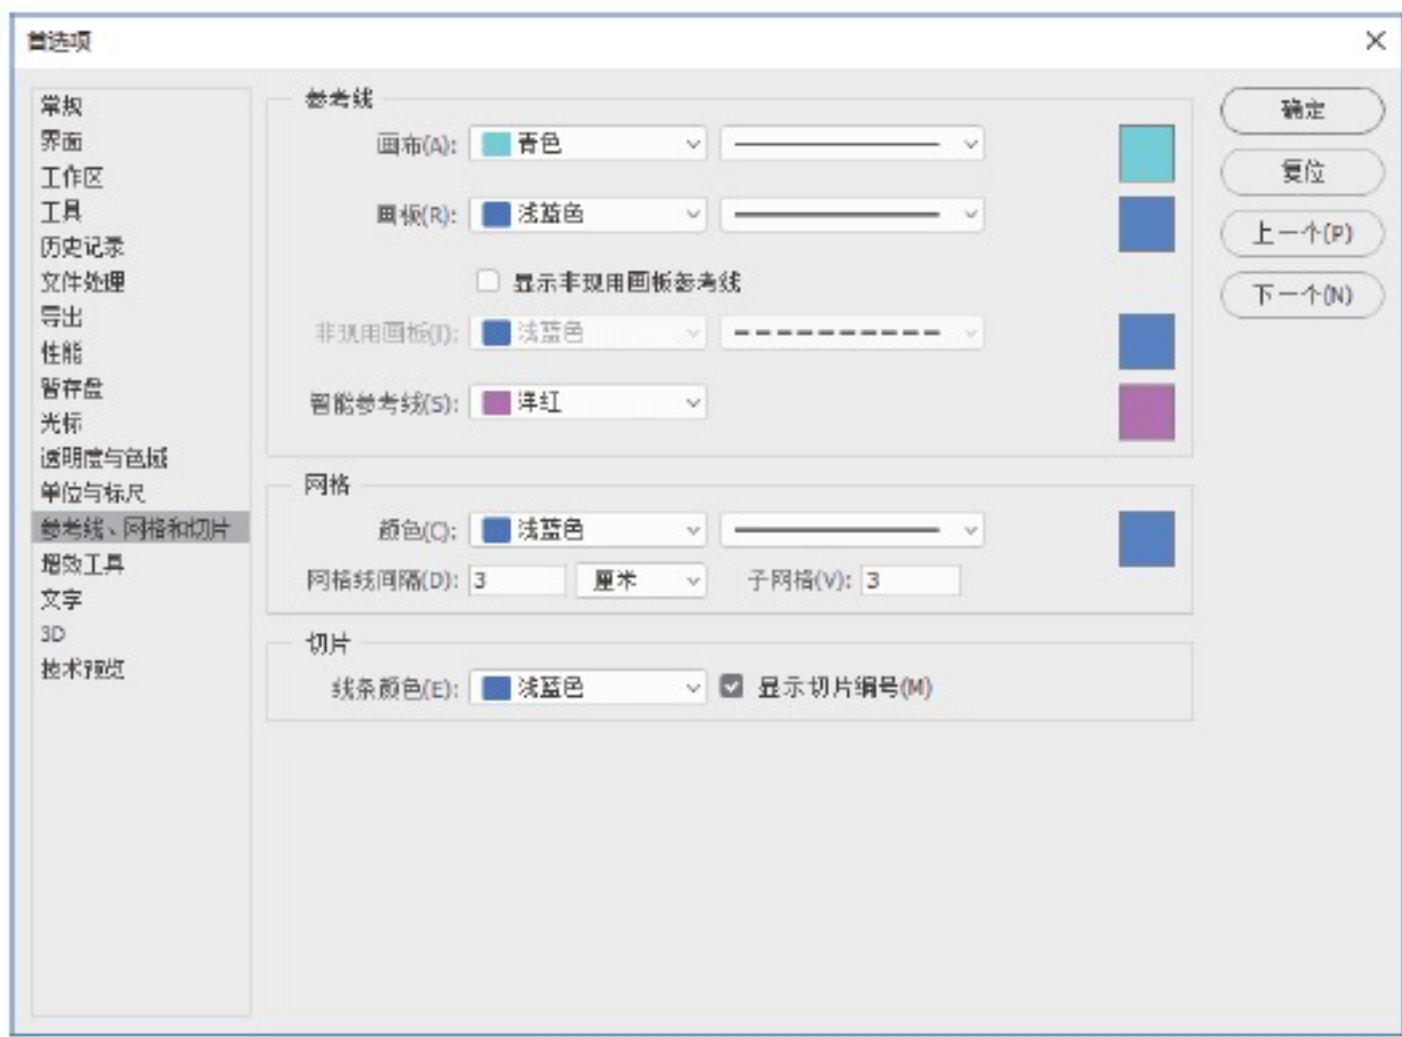 首选项
常规
界面
工作区
工具
历史记录
文件处理
导出
性能
暂存盘
光标
透明度与色域
单位与标尺
参考线、网格和切片
增效工具
文字
3D
技术预览
参考线
画布(A): 青色
画板(R): 浅蓝色
显示非现用画板参考线
非现用画板(I): 浅蓝色
智能参考线(S): 洋红
网格
颜色(C): 浅蓝色
网格线间隔(D): 3 厘米 子网格(V): 3
切片
线条颜色(E): 浅蓝色 显示切片编号(M)
确定
复位
上一个(P)
下一个(N)